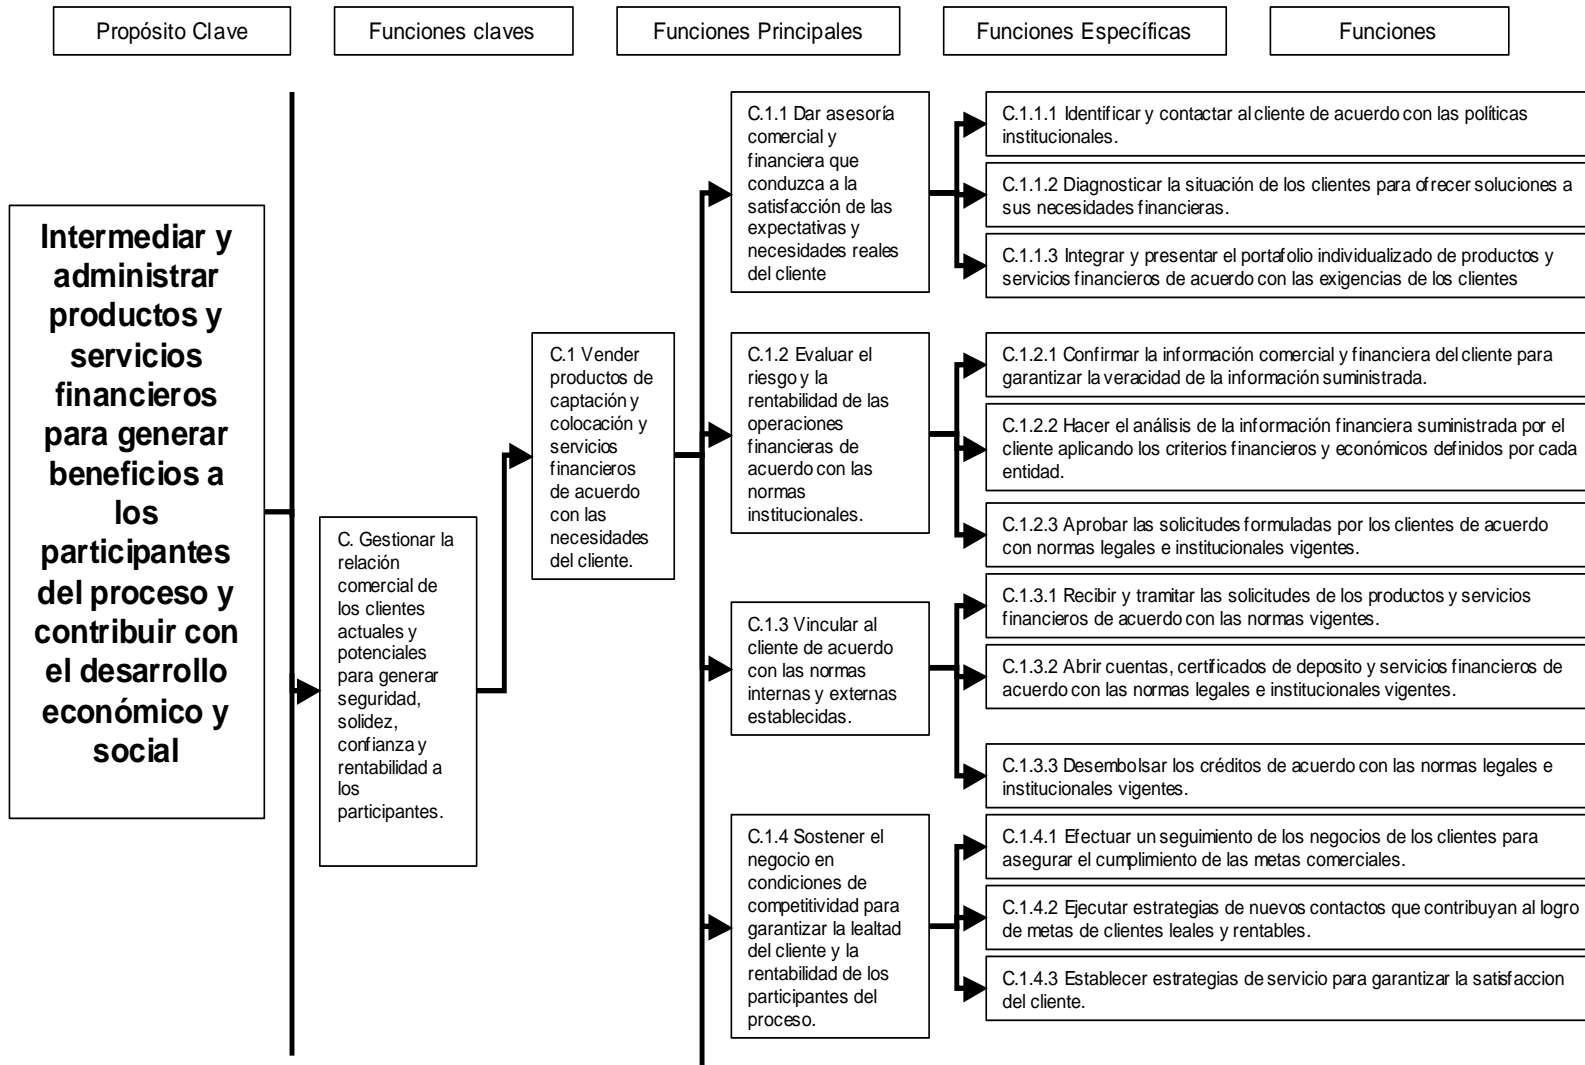 Propósito Clave
Funciones claves
Funciones Principales
Funciones Específicas
Funciones
Intermediar y
administrar
productos y
servicios
financieros
para generar
beneficios a
los
participantes
del proceso y
contribuir con
el desarrollo
económico y
social
C. Gestionar la
relación
comercial de
los clientes
actuales y
potenciales
para generar
seguridad,
solidez,
confianza y
rentabilidad a
los
participantes.
C.1 Vender
productos de
captación y
colocación y
servicios
financieros
de acuerdo
con las
necesidades
del cliente.
C.1.1 Dar asesoría
comercial y
financiera que
conduzca a la
satisfacción de las
expectativas y
necesidades reales
del cliente
C.1.1.1 Identificar y contactar al cliente de acuerdo con las políticas
institucionales.
C.1.1.2 Diagnosticar la situación de los clientes para ofrecer soluciones a
sus necesidades financieras.
C.1.1.3 Integrar y presentar el portafolio individualizado de productos y
servicios financieros de acuerdo con las exigencias de los clientes
C.1.2 Evaluar el
riesgo y la
rentabilidad de las
operaciones
financieras de
acuerdo con las
normas
institucionales.
C.1.2.1 Confirmar la información comercial y financiera del cliente para
garantizar la veracidad de la información suministrada.
C.1.2.2 Hacer el análisis de la información financiera suministrada por el
cliente aplicando los criterios financieros y económicos definidos por cada
entidad.
C.1.2.3 Aprobar las solicitudes formuladas por los clientes de acuerdo
con normas legales e institucionales vigentes.
C.1.3 Vincular al
cliente de acuerdo
con las normas
internas y externas
establecidas.
C.1.3.1 Recibir y tramitar las solicitudes de los productos y servicios
financieros de acuerdo con las normas vigentes.
C.1.3.2 Abrir cuentas, certificados de deposito y servicios financieros de
acuerdo con las normas legales e institucionales vigentes.
C.1.3.3 Desembolsar los créditos de acuerdo con las normas legales e
institucionales vigentes.
C.1.4 Sostener el
negocio en
condiciones de
competitividad para
garantizar la lealtad
del cliente y la
rentabilidad de los
participantes del
proceso.
C.1.4.1 Efectuar un seguimiento de los negocios de los clientes para
asegurar el cumplimiento de las metas comerciales.
C.1.4.2 Ejecutar estrategias de nuevos contactos que contribuyan al logro
de metas de clientes leales y rentables.
C.1.4.3 Establecer estrategias de servicio para garantizar la satisfaccion
del cliente.